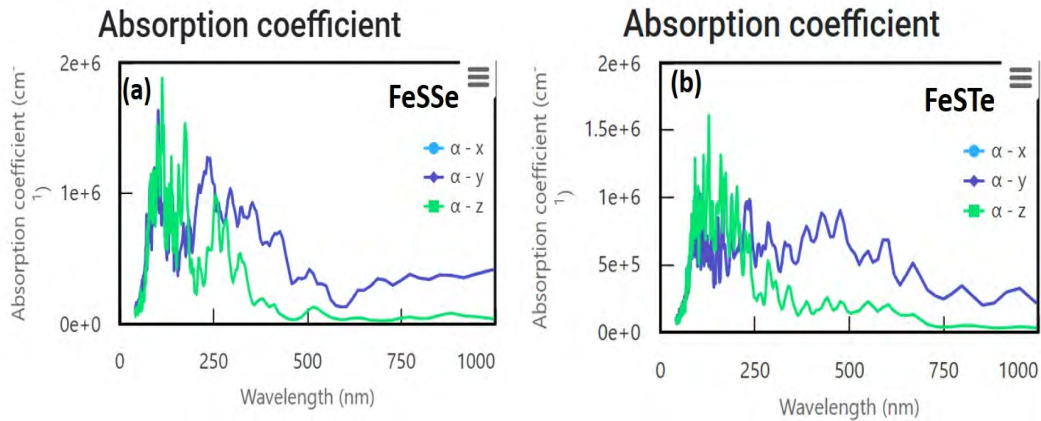 Absorption coefficient
Absorption coefficient (cm⁻
¹)
2e+6
1e+6
0e+0
(a)
FeSSe
α - x
α - y
α - z
0 250 500 750 1000
Wavelength (nm)
Absorption coefficient
Absorption coefficient (cm⁻
¹)
2e+6
1.5e+6
1e+6
5e+5
0e+0
(b)
FeSTe
α - x
α - y
α - z
0 250 500 750 1000
Wavelength (nm)